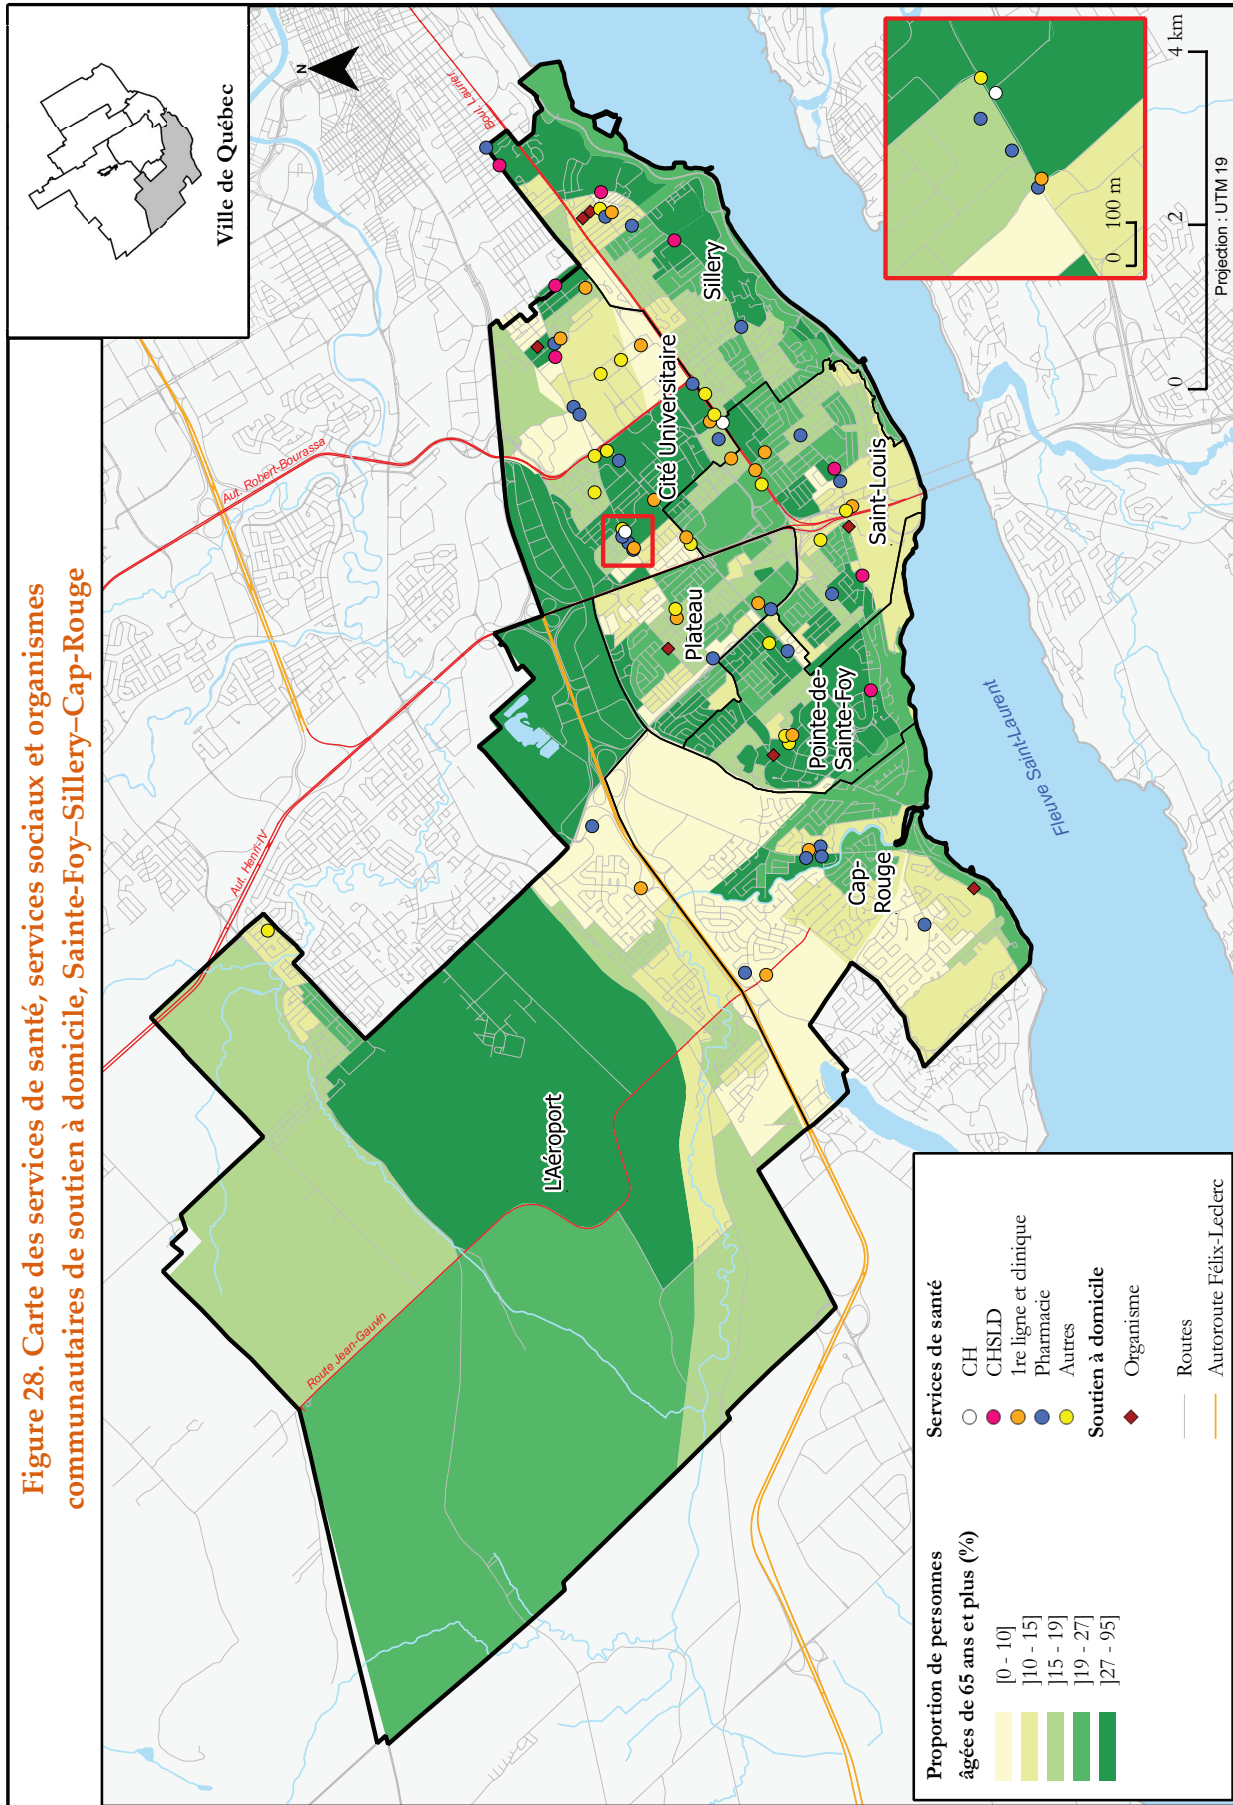 Figure 28. Carte des services de santé, services sociaux et organismes
communautaires de soutien à domicile, Sainte-Foy–Sillery–Cap-Rouge
Ville de Québec
N
Boul. Laurier
Aut. Robert-Bourassa
Aut. Henri-IV
Route Jean-Gauvin
L'Aéroport
Cité Universitaire
Sillery
Plateau
Saint-Louis
Pointe-de-
Sainte-Foy
Cap-
Rouge
Fleuve Saint-Laurent
0 100 m
0 2 4 km
Projection : UTM 19
Proportion de personnes
âgées de 65 ans et plus (%)
[0 - 10]
]10 - 15]
]15 - 19]
]19 - 27]
]27 - 95]
Services de santé
CH
CHSLD
1re ligne et clinique
Pharmacie
Autres
Soutien à domicile
Organisme
Routes
Autoroute Félix-Leclerc